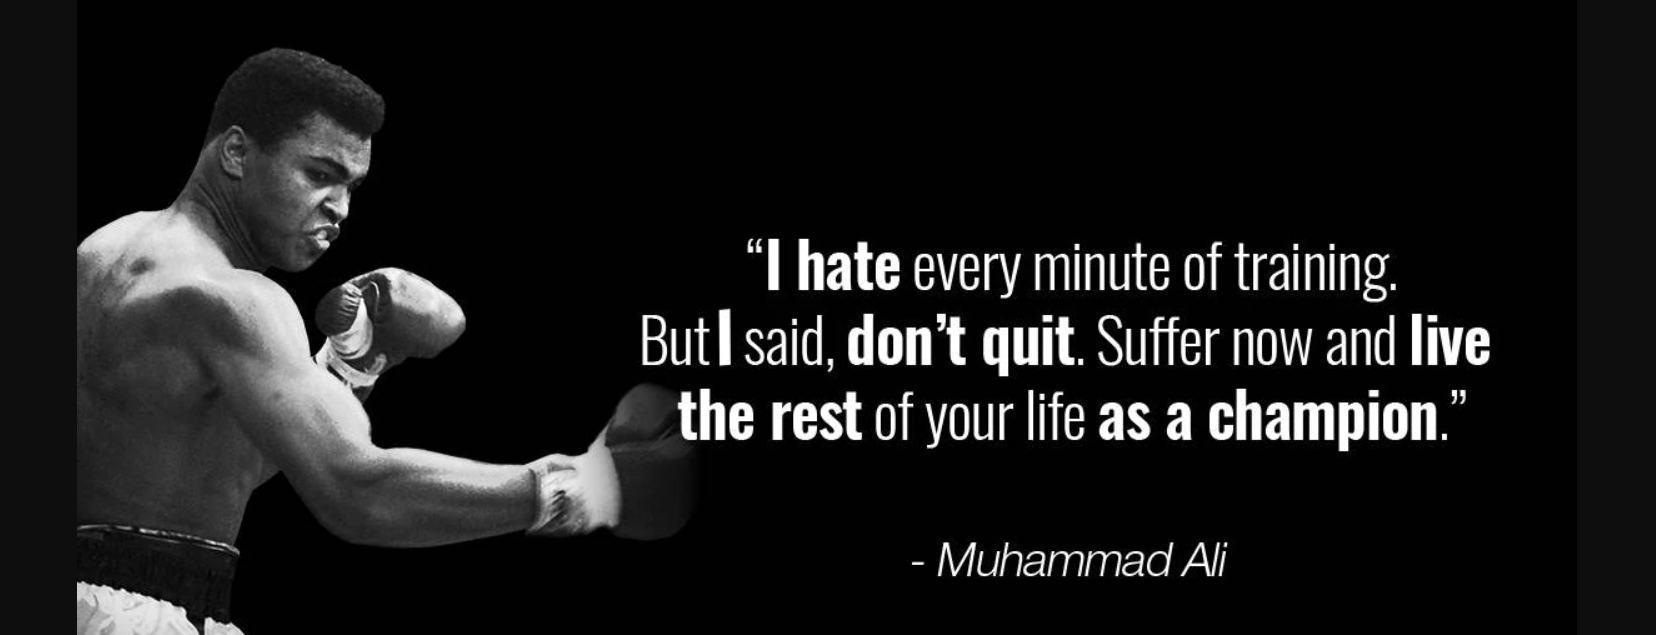 “I hate every minute of training.
But I said, don’t quit. Suffer now and live
the rest of your life as a champion.”
- Muhammad Ali